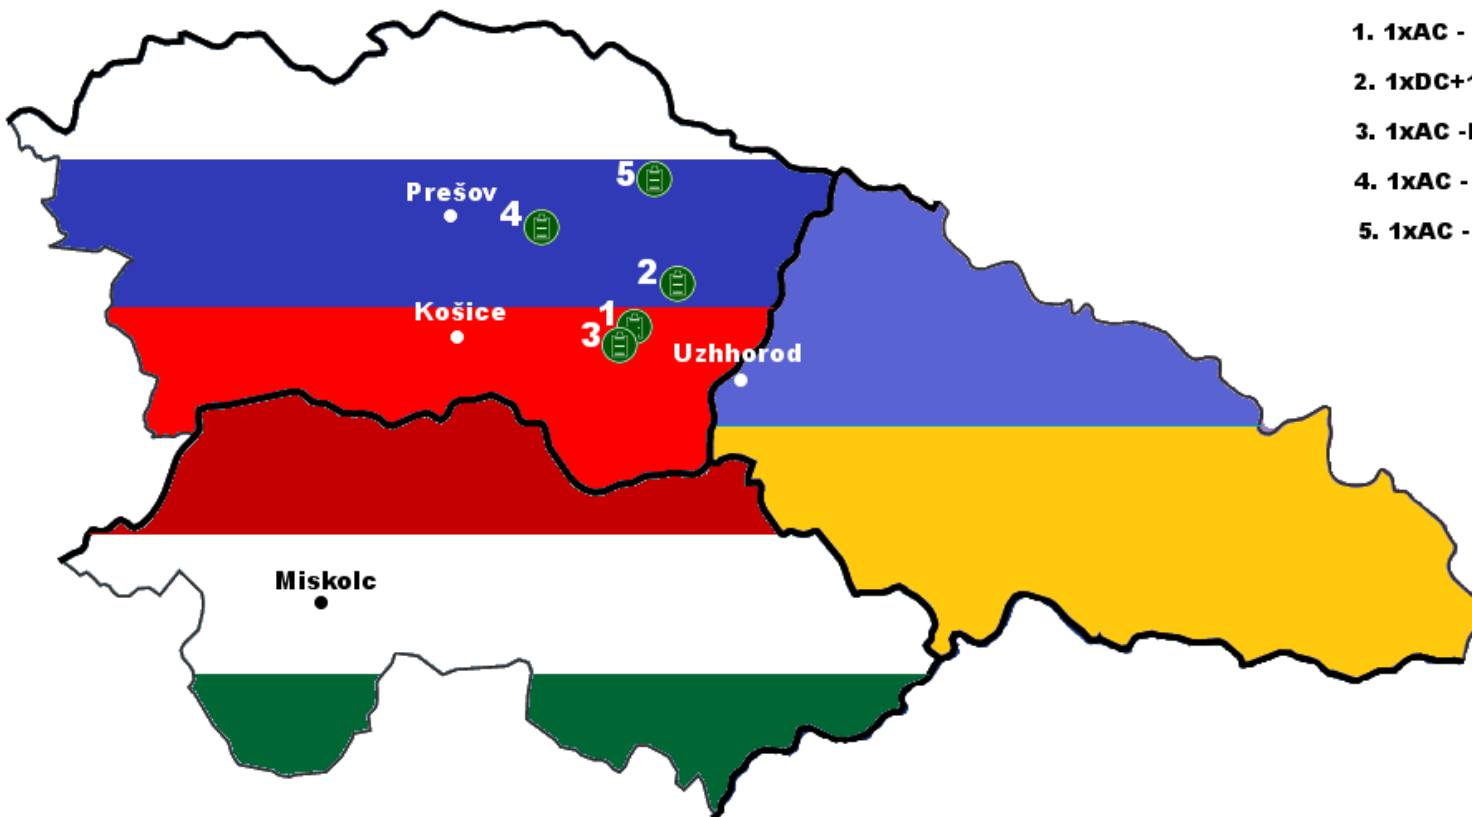 1. 1xAC -
2. 1xDC+1
3. 1xAC -
4. 1xAC -
5. 1xAC -
5
Prešov
4
2
Košice
1
3
Uzhhorod
Miskolc